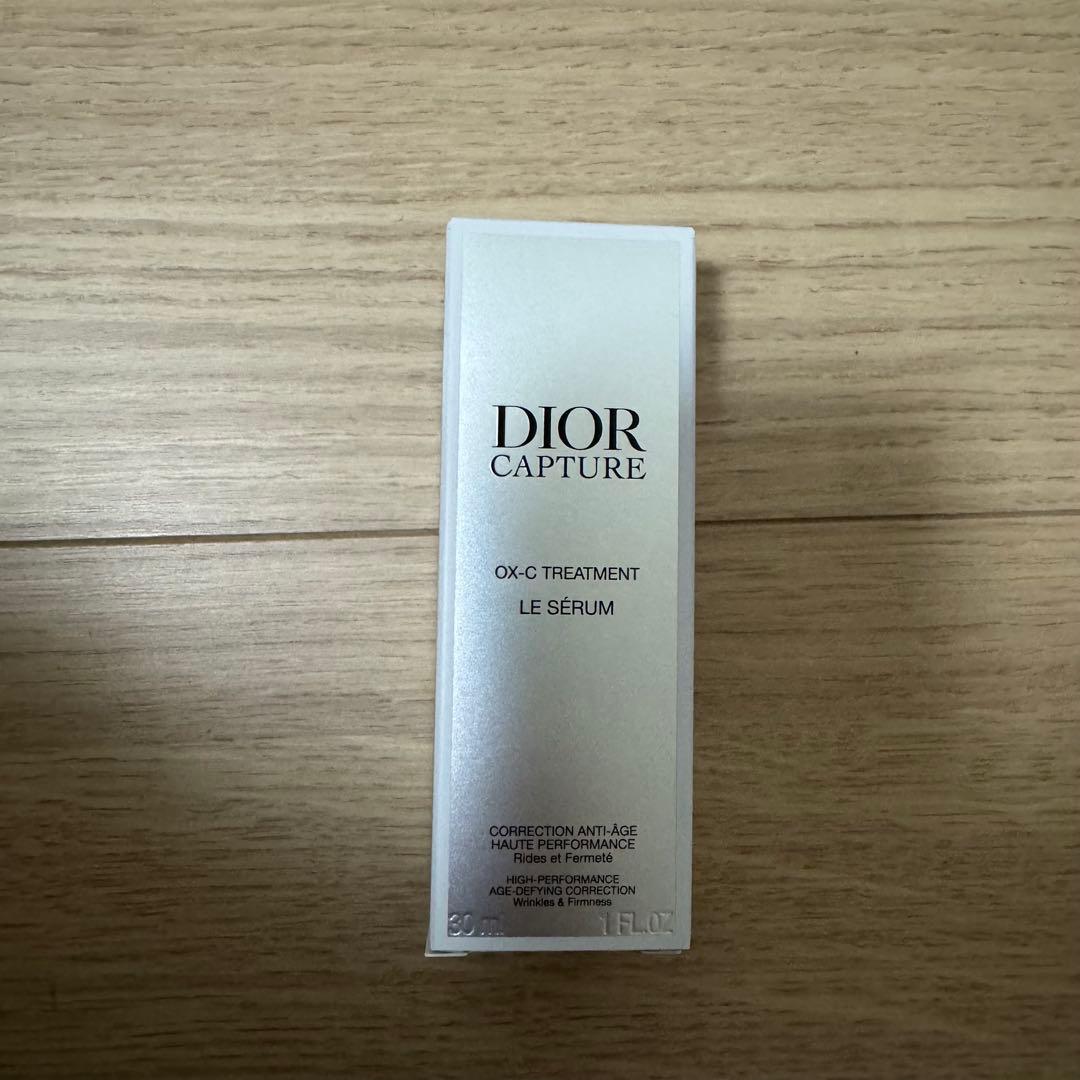 DIOR
CAPTURE
OX-C TREATMENT
LE SÉRUM
CORRECTION ANTI-ÂGE
HAUTE PERFORMANCE
Rides et Fermeté
HIGH-PERFORMANCE
AGE-DEFYING CORRECTION
Wrinkles & Firmness
30 ml 1 FL.OZ